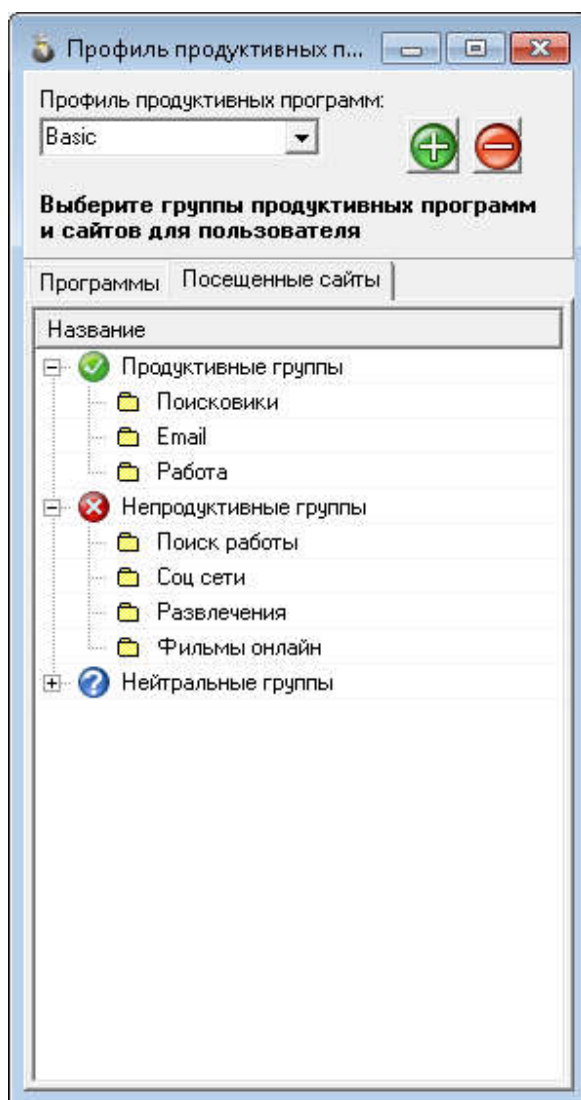 Профиль продуктивных п...
Профиль продуктивных программ:
Basic
Выберите группы продуктивных программ
и сайтов для пользователя
Программы Посещенные сайты
Название
Продуктивные группы
Поисковики
Email
Работа
Непродуктивные группы
Поиск работы
Соц сети
Развлечения
Фильмы онлайн
Нейтральные группы